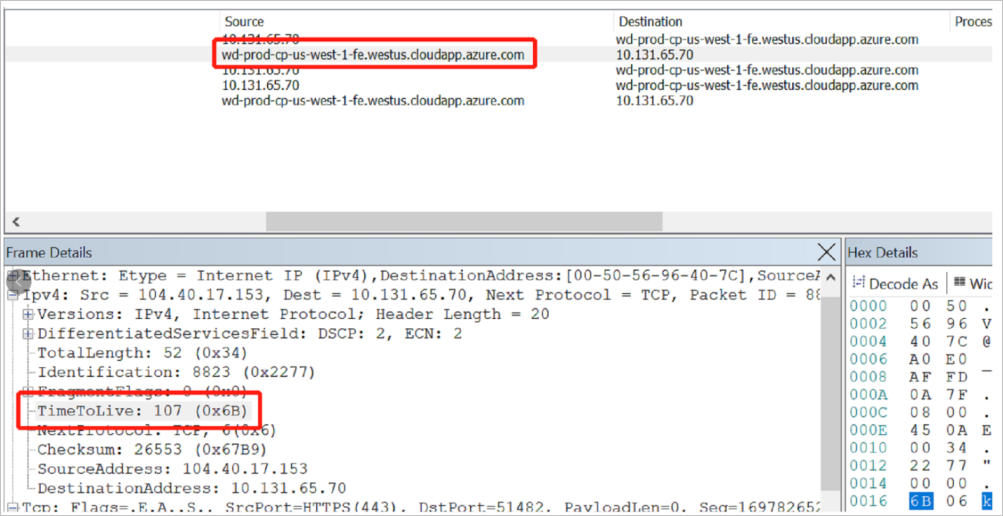 Source Destination Proces
10.131.65.70 wd-prod-cp-us-west-1-fe.westus.cloudapp.azure.com
wd-prod-cp-us-west-1-fe.westus.cloudapp.azure.com 10.131.65.70
10.131.65.70 wd-prod-cp-us-west-1-fe.westus.cloudapp.azure.com
10.131.65.70 wd-prod-cp-us-west-1-fe.westus.cloudapp.azure.com
wd-prod-cp-us-west-1-fe.westus.cloudapp.azure.com 10.131.65.70
Frame Details
Ethernet: Etype = Internet IP (IPv4),DestinationAddress:[00-50-56-96-40-7C],SourceA
Ipv4: Src = 104.40.17.153, Dest = 10.131.65.70, Next Protocol = TCP, Packet ID = 88
Versions: IPv4, Internet Protocol; Header Length = 20
DifferentiatedServicesField: DSCP: 2, ECN: 2
TotalLength: 52 (0x34)
Identification: 8823 (0x2277)
FragmentFlags: 0 (0x0)
TimeToLive: 107 (0x6B)
NextProtocol: TCP, 6(0x6)
Checksum: 26553 (0x67B9)
SourceAddress: 104.40.17.153
DestinationAddress: 10.131.65.70
Tcp: Flags=.E.A..S., SrcPort=HTTPS(443), DstPort=51482, PayloadLen=0, Seq=169782652
Hex Details
Decode As Wid
0000 00 50 .
0002 56 96 V
0004 40 7C @
0006 A0 E0
0008 AF FD ¯
000A 0A 7F .
000C 08 00 .
000E 45 0A E
0010 00 34 .
0012 22 77 "
0014 00 00 .
0016 6B 06 k